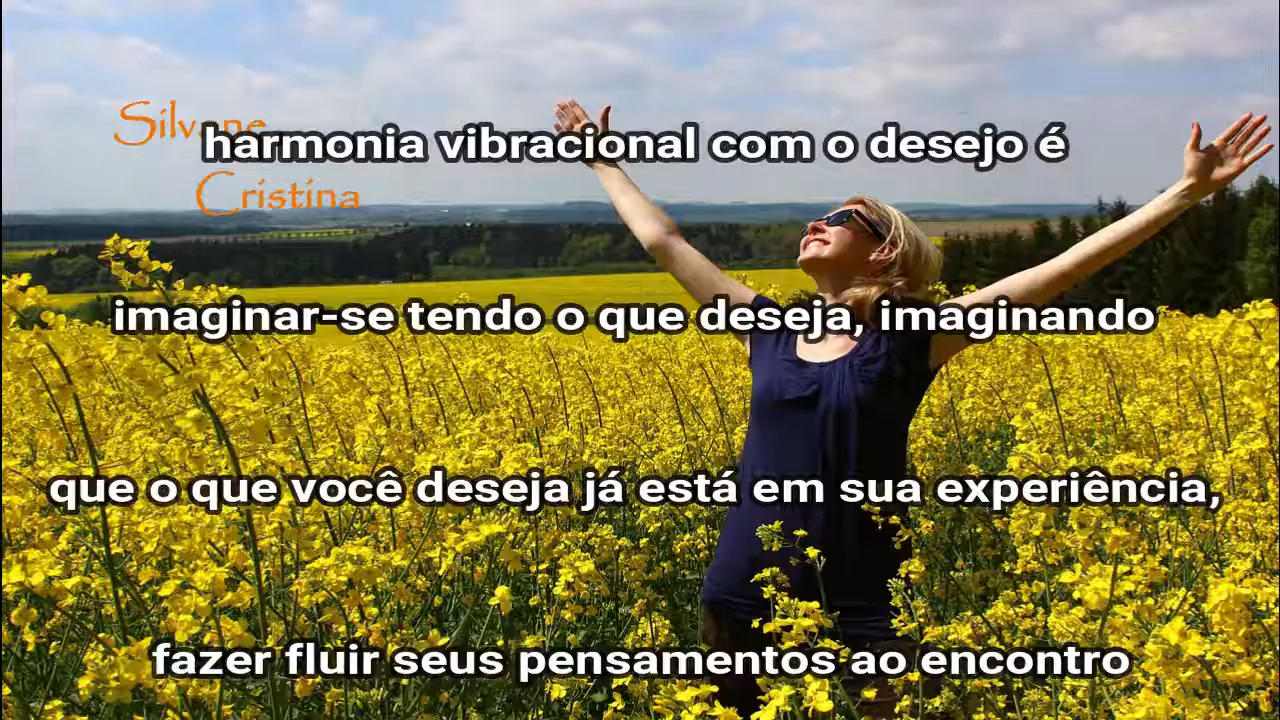 Silvane
harmonia vibracional com o desejo é
Cristina
imaginar-se tendo o que deseja, imaginando
que o que você deseja já está em sua experiência,
fazer fluir seus pensamentos ao encontro